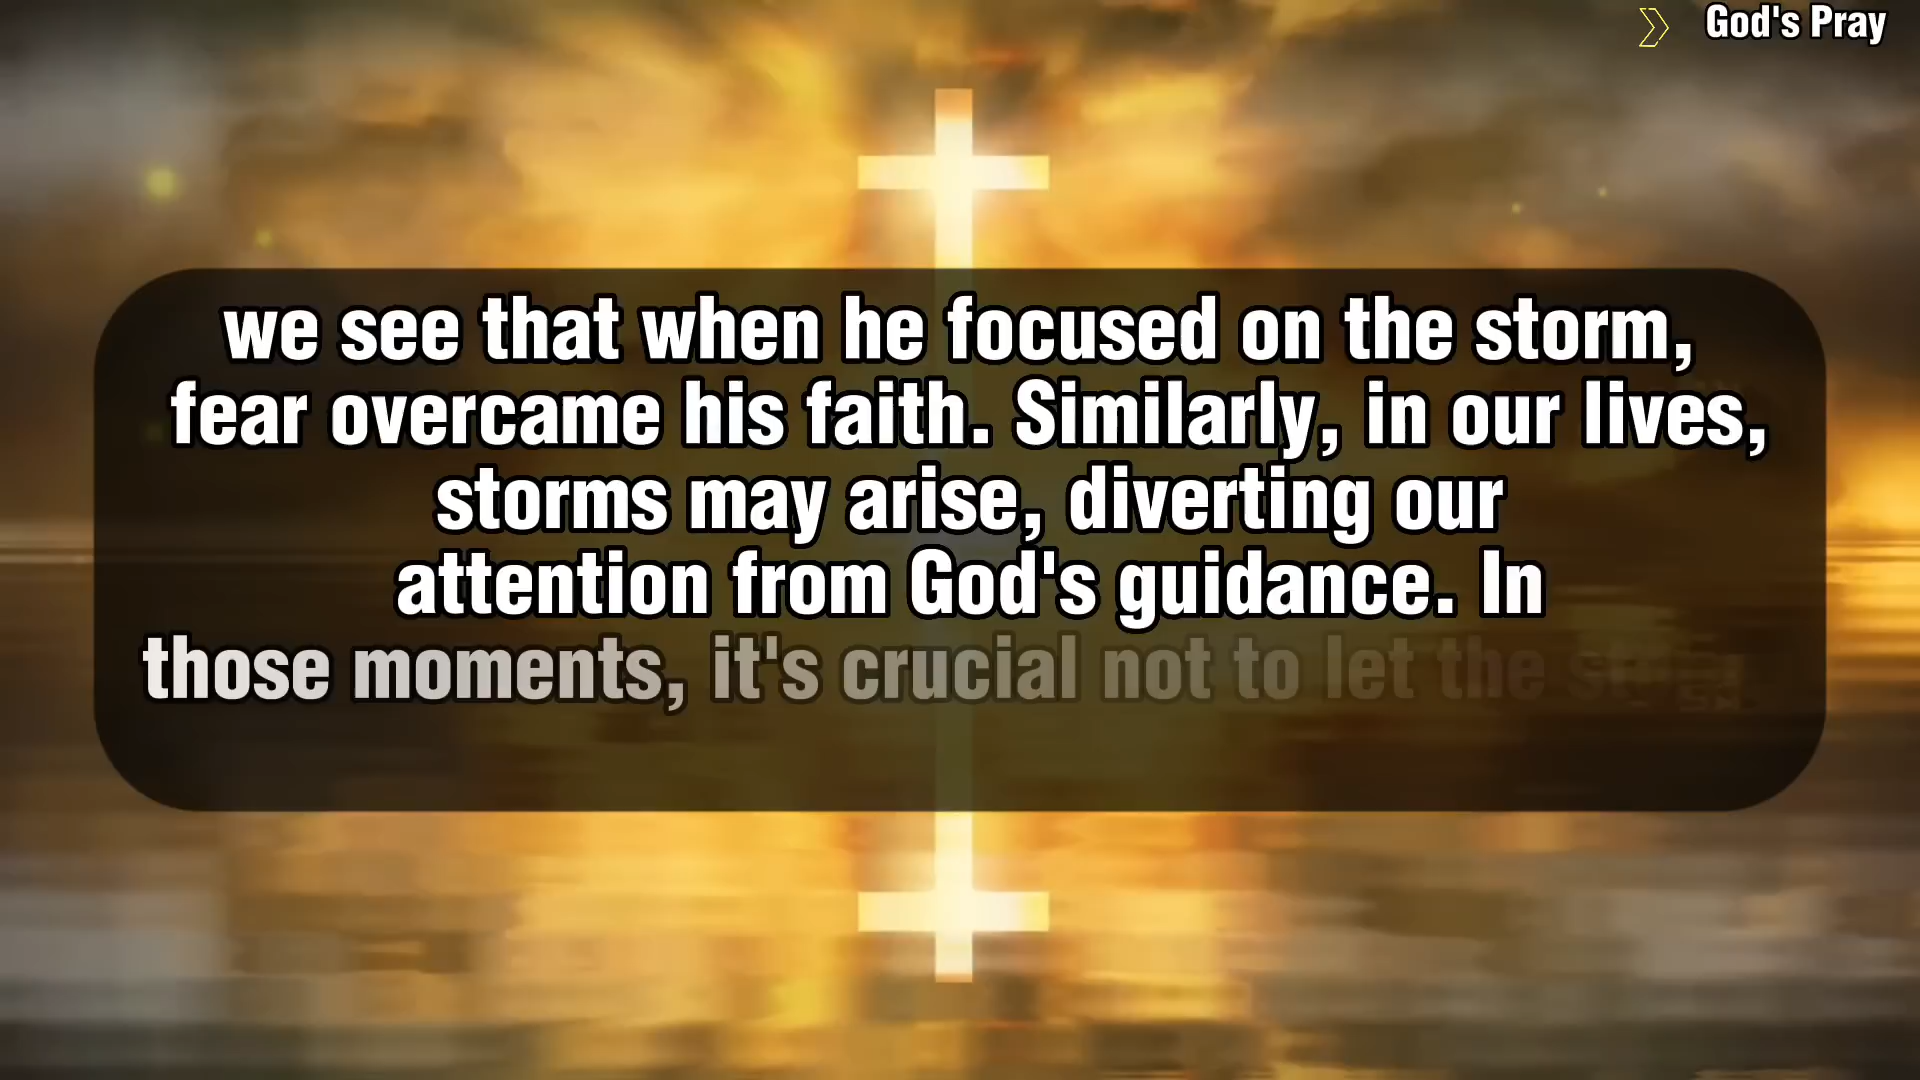 God's Pray
we see that when he focused on the storm,
fear overcame his faith. Similarly, in our lives,
storms may arise, diverting our
attention from God's guidance. In
those moments, it's crucial not to let the